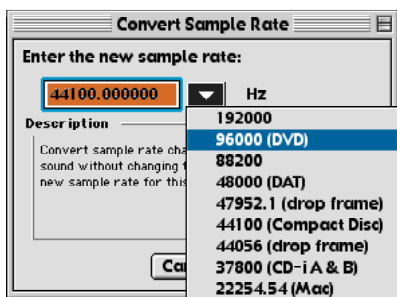 Convert Sample Rate
Enter the new sample rate:
44100.000000 Hz
Description
Convert sample rate
sound without changing
new sample rate for this
192000
96000 (DVD)
88200
48000 (DAT)
47952.1 (drop frame)
44100 (Compact Disc)
44056 (drop frame)
37800 (CD-i A & B)
22254.54 (Mac)